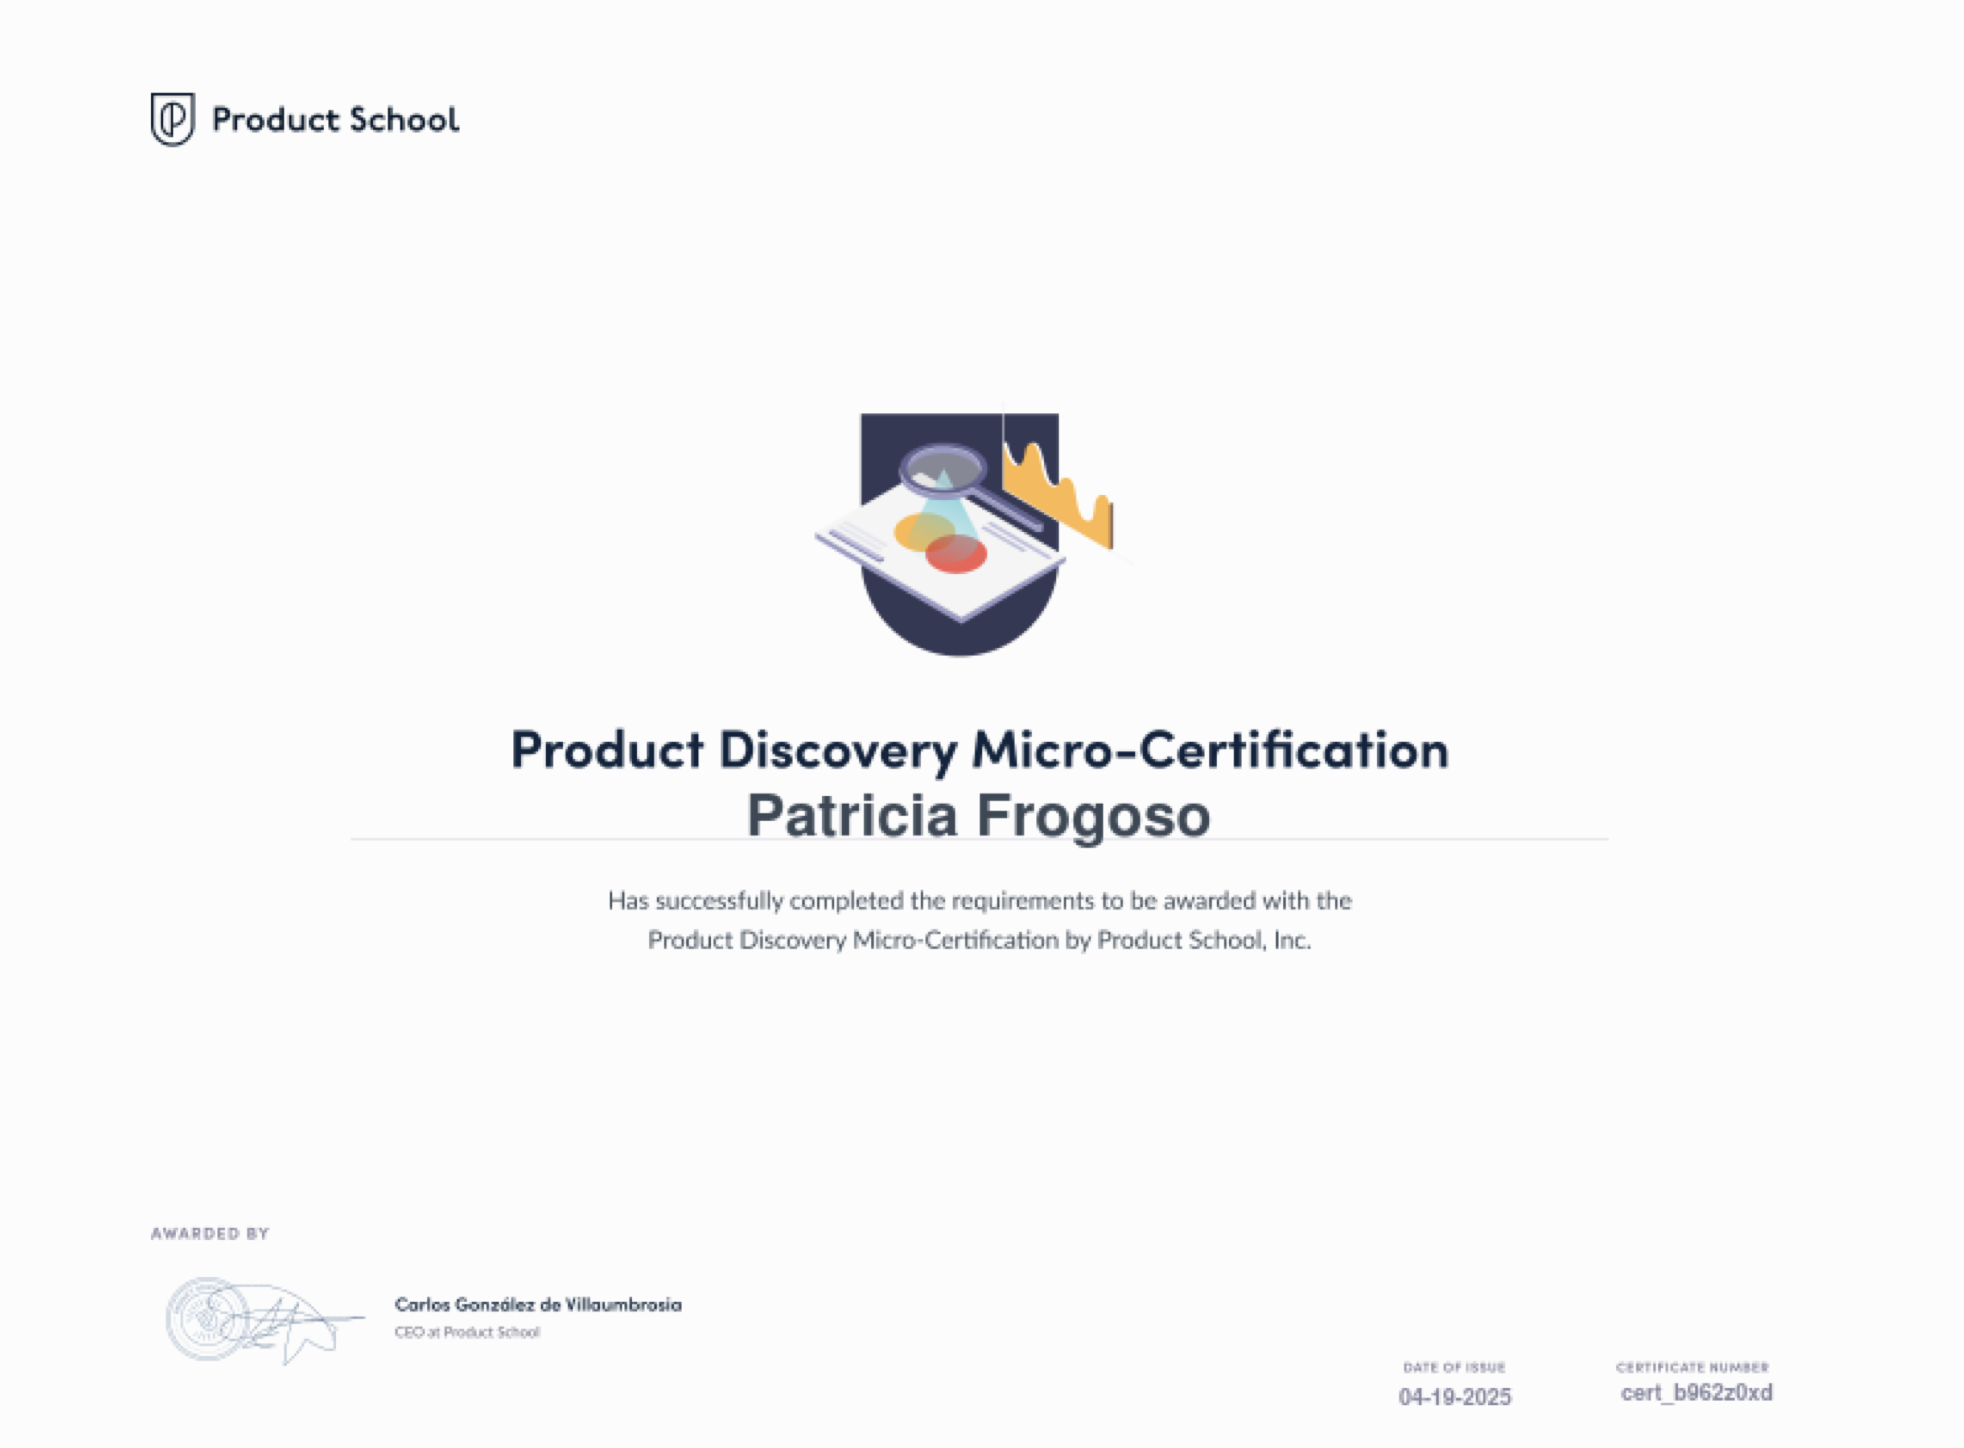 Product School
Product Discovery Micro-Certification
Patricia Frogoso
Has successfully completed the requirements to be awarded with the
Product Discovery Micro-Certification by Product School, Inc.
AWARDED BY
Carlos González de Villaumbrosia
CEO at Product School
DATE OF ISSUE
04-19-2025
CERTIFICATE NUMBER
cert_b962z0xd